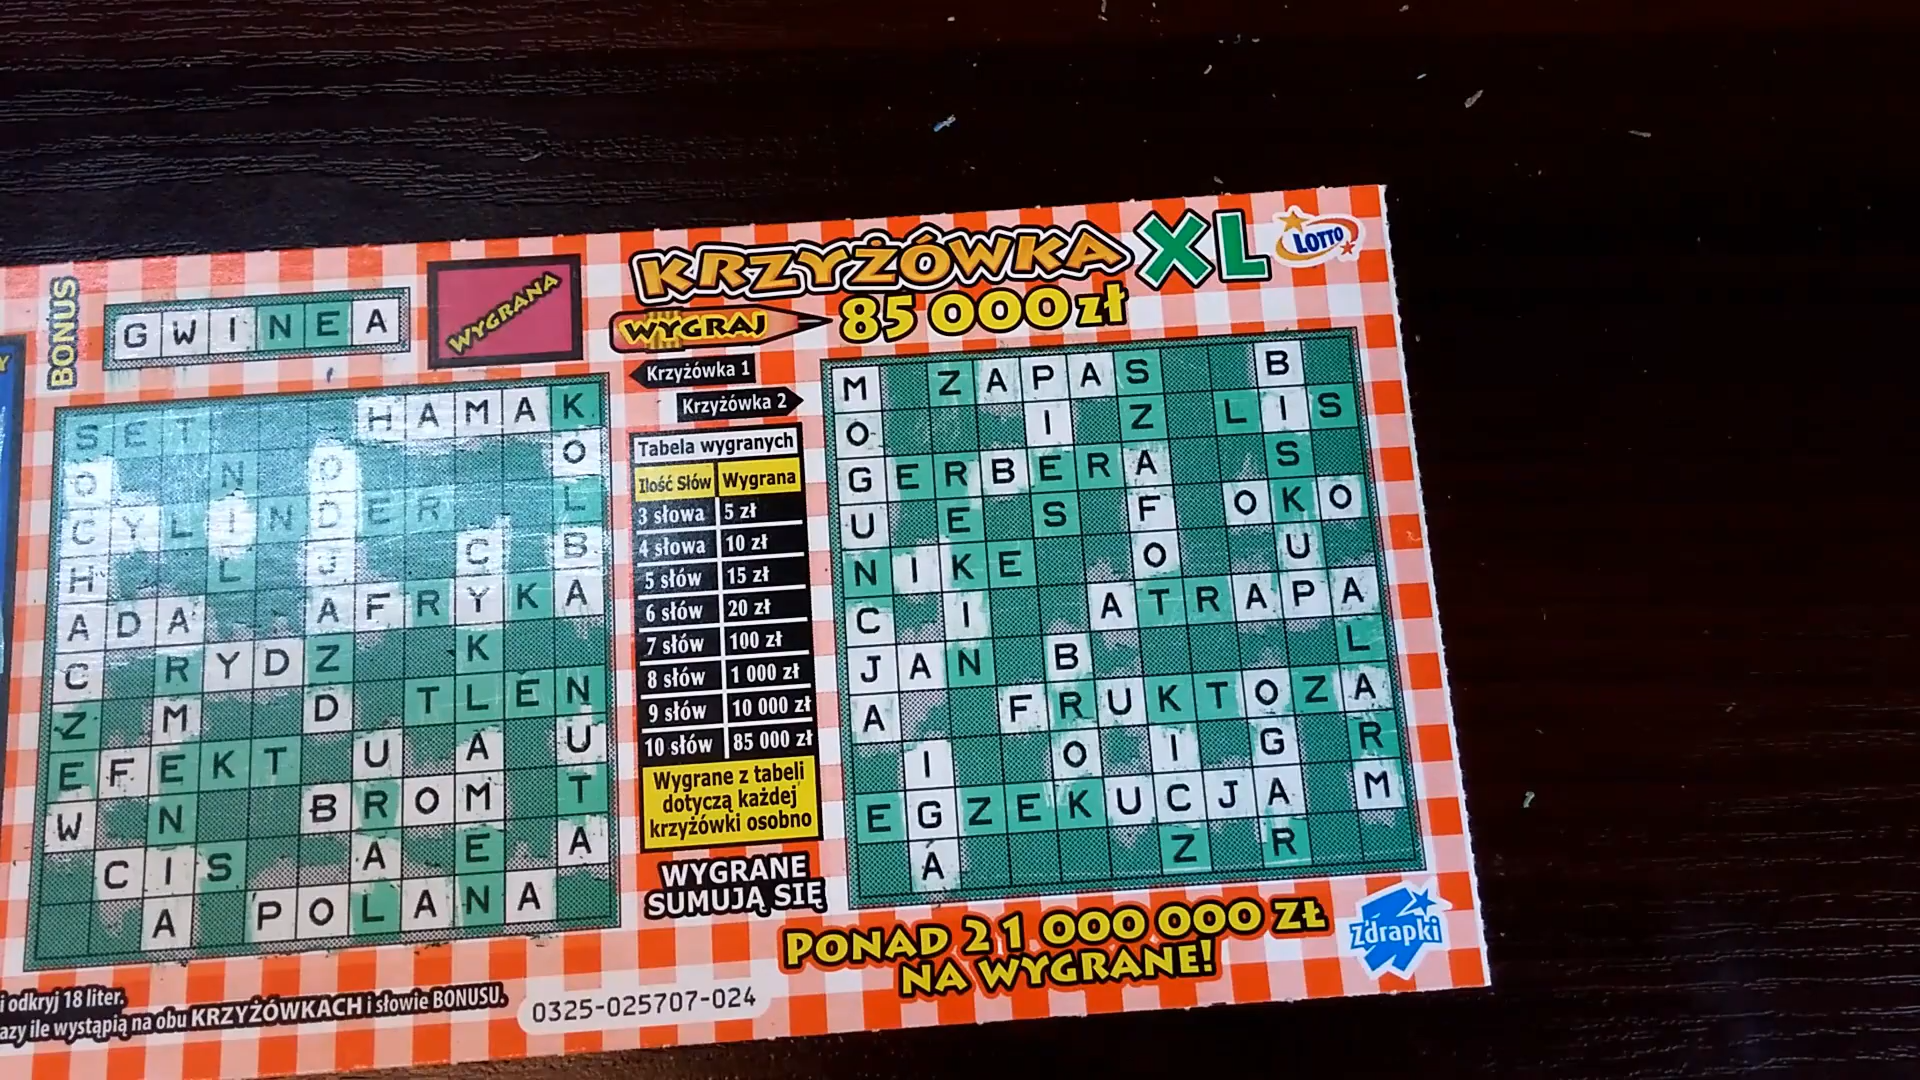 BONUS
GWINEA
WYGRANA
KRZYŻÓWKA XL
LOTTO
WYGRAJ 85 000 zł
Krzyżówka 1
Krzyżówka 2
Tabela wygranych
Ilość Słów Wygrana
3 słowa 5 zł
4 słowa 10 zł
5 słów 15 zł
6 słów 20 zł
7 słów 100 zł
8 słów 1 000 zł
9 słów 10 000 zł
10 słów 85 000 zł
Wygrane z tabeli
dotyczą każdej
krzyżówki osobno
WYGRANE
SUMUJĄ SIĘ
SET HAMAK
O N O O
CYLINDER L
H L J C B
ADA AFRYKA
C RYDZ K
Z M D TLEN
EFEKT U A U
W N BROM T
CIS A E A
A POLANA
M ZAPAS B
O I Z LIS
GERBERA S
U E S F OKO
NIKE O U
C I ATRAPA
JAN B L
A FRUKTOZA
I O I G R
EGZEKUCJA M
A Z R
PONAD 21 000 000 ZŁ
NA WYGRANE!
Zdrapki
i odkryj 18 liter.
azy ile wystąpią na obu KRZYŻÓWKACH i słowie BONUSU.
0325-025707-024